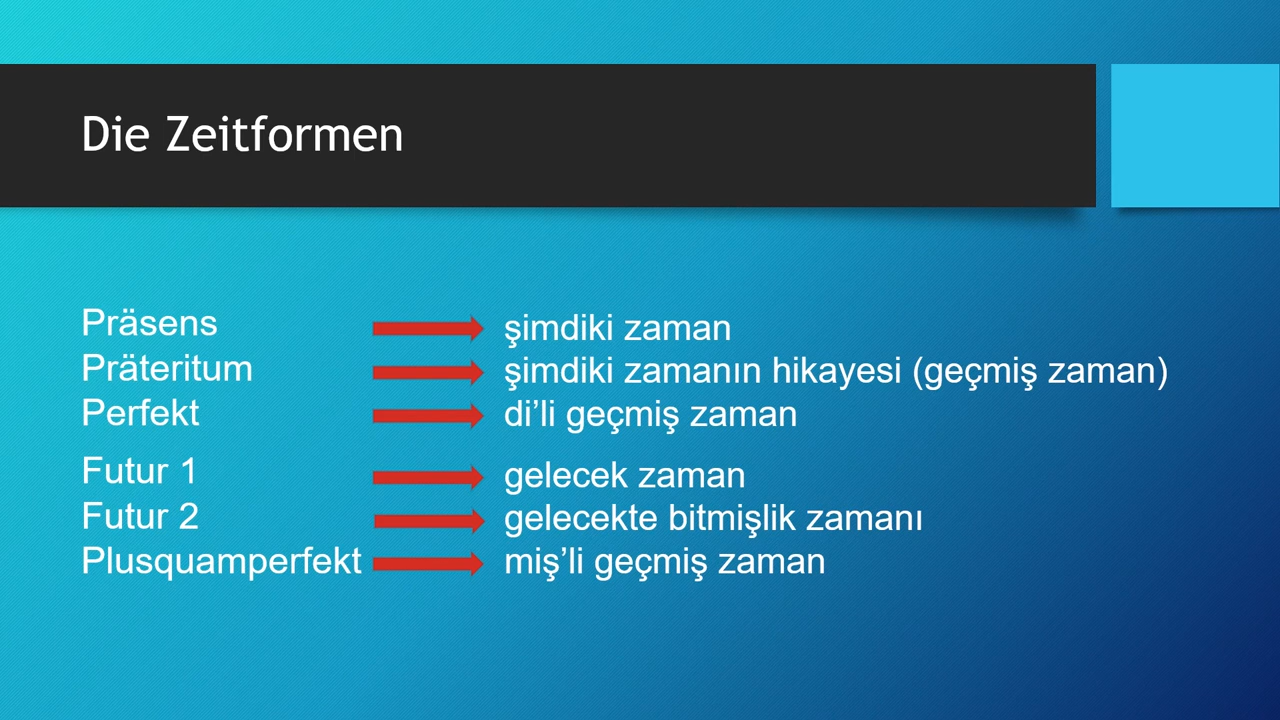 Die Zeitformen
Präsens şimdiki zaman
Präteritum şimdiki zamanın hikayesi (geçmiş zaman)
Perfekt di’li geçmiş zaman
Futur 1 gelecek zaman
Futur 2 gelecekte bitmişlik zamanı
Plusquamperfekt miş’li geçmiş zaman